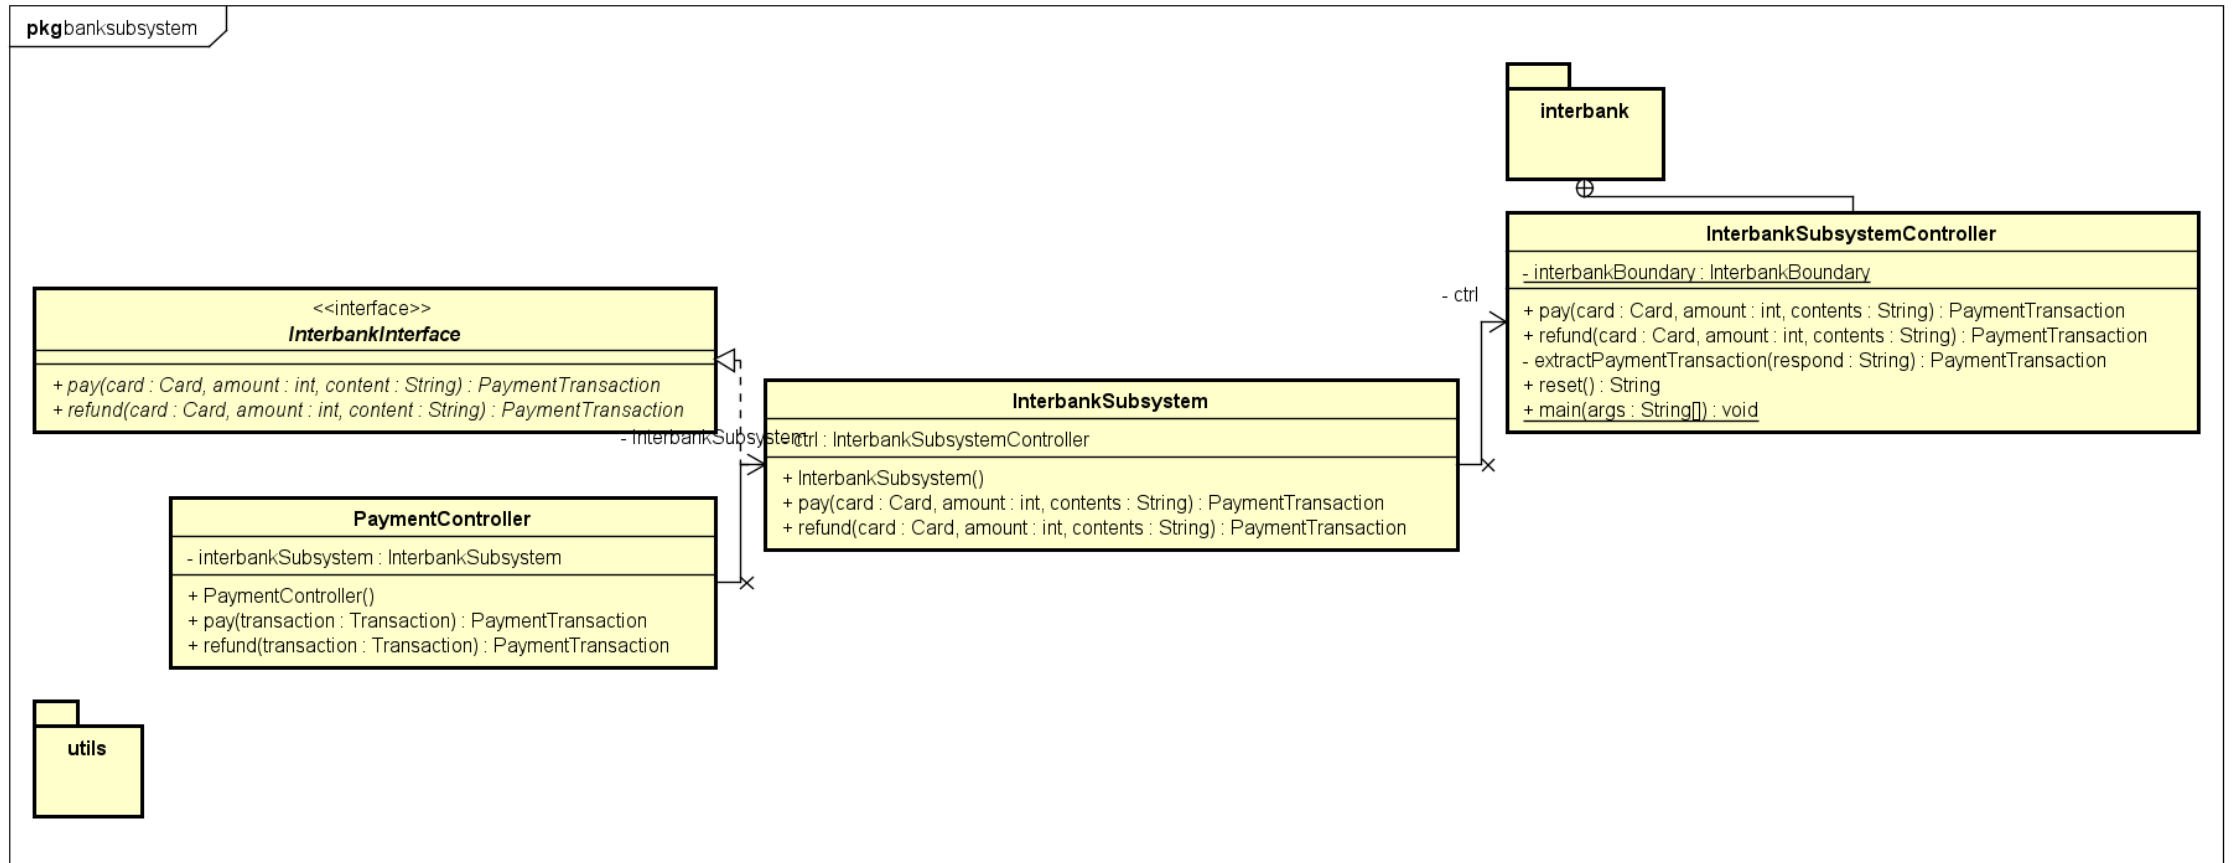 pkg banksubsystem
interbank
InterbankSubsystemController
- interbankBoundary : InterbankBoundary
+ pay(card : Card, amount : int, contents : String) : PaymentTransaction
+ refund(card : Card, amount : int, contents : String) : PaymentTransaction
- extractPaymentTransaction(respond : String) : PaymentTransaction
+ reset() : String
+ main(args : String[]) : void
- ctrl
<<interface>>
InterbankInterface
+ pay(card : Card, amount : int, content : String) : PaymentTransaction
+ refund(card : Card, amount : int, content : String) : PaymentTransaction
- InterbankSubsystem
InterbankSubsystem
- ctrl : InterbankSubsystemController
+ InterbankSubsystem()
+ pay(card : Card, amount : int, contents : String) : PaymentTransaction
+ refund(card : Card, amount : int, contents : String) : PaymentTransaction
PaymentController
- interbankSubsystem : InterbankSubsystem
+ PaymentController()
+ pay(transaction : Transaction) : PaymentTransaction
+ refund(transaction : Transaction) : PaymentTransaction
utils